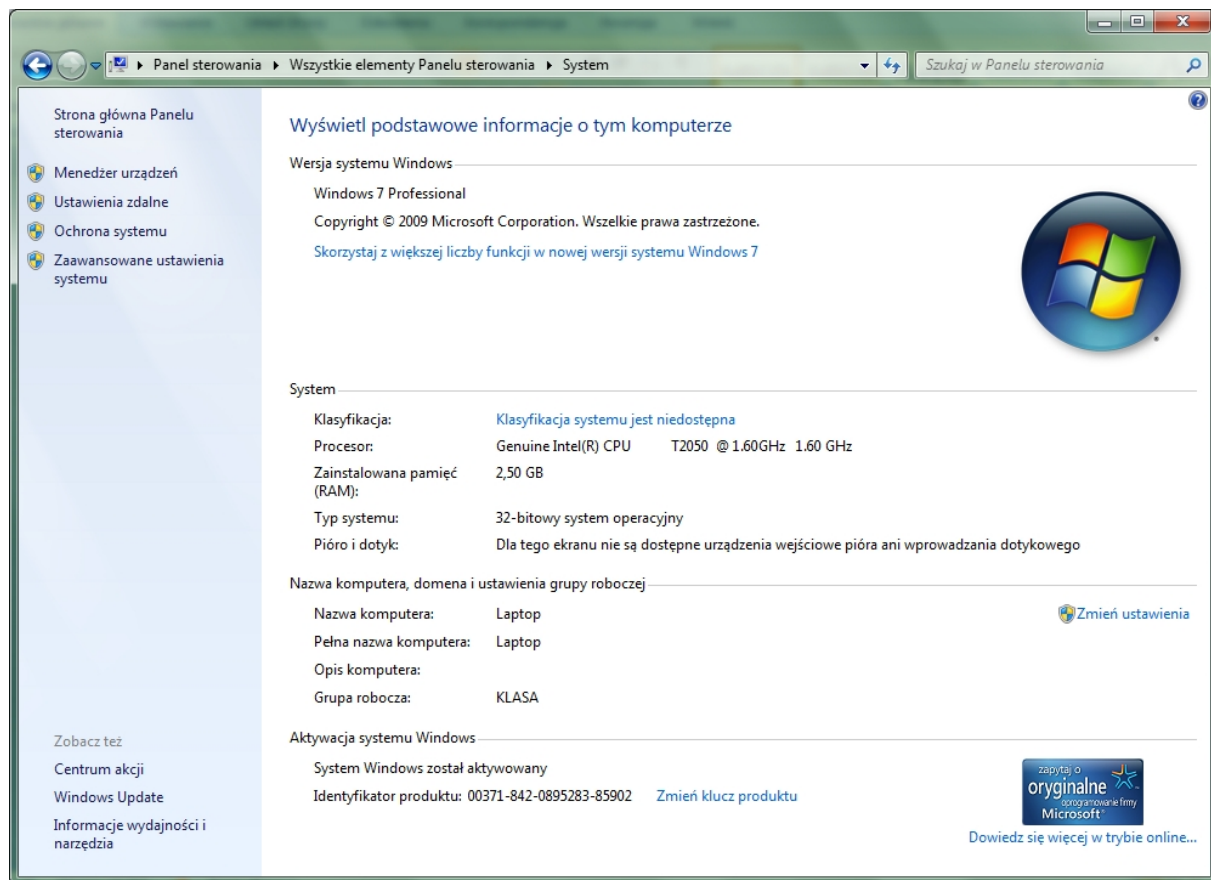 Panel sterowania ▸ Wszystkie elementy Panelu sterowania ▸ System
Szukaj w Panelu sterowania
Strona główna Panelu
sterowania
Menedżer urządzeń
Ustawienia zdalne
Ochrona systemu
Zaawansowane ustawienia
systemu
Zobacz też
Centrum akcji
Windows Update
Informacje wydajności i
narzędzia
Wyświetl podstawowe informacje o tym komputerze
Wersja systemu Windows
Windows 7 Professional
Copyright © 2009 Microsoft Corporation. Wszelkie prawa zastrzeżone.
Skorzystaj z większej liczby funkcji w nowej wersji systemu Windows 7
System
Klasyfikacja: Klasyfikacja systemu jest niedostępna
Procesor: Genuine Intel(R) CPU T2050 @ 1.60GHz 1.60 GHz
Zainstalowana pamięć
(RAM): 2,50 GB
Typ systemu: 32-bitowy system operacyjny
Pióro i dotyk: Dla tego ekranu nie są dostępne urządzenia wejściowe pióra ani wprowadzania dotykowego
Nazwa komputera, domena i ustawienia grupy roboczej
Nazwa komputera: Laptop Zmień ustawienia
Pełna nazwa komputera: Laptop
Opis komputera:
Grupa robocza: KLASA
Aktywacja systemu Windows
System Windows został aktywowany
Identyfikator produktu: 00371-842-0895283-85902 Zmień klucz produktu
zapytaj o
oryginalne
oprogramowanie firmy
Microsoft
Dowiedz się więcej w trybie online...